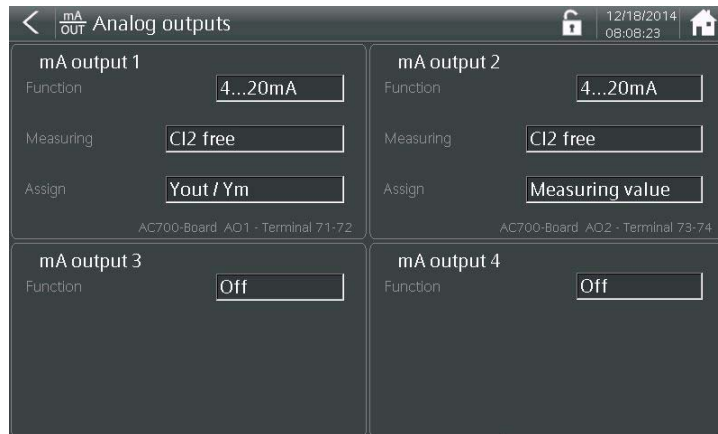 mA OUT Analog outputs
12/18/2014
08:08:23
mA output 1
Function 4...20mA
Measuring Cl2 free
Assign Yout / Ym
AC700-Board AO1 - Terminal 71-72
mA output 2
Function 4...20mA
Measuring Cl2 free
Assign Measuring value
AC700-Board AO2 - Terminal 73-74
mA output 3
Function Off
mA output 4
Function Off